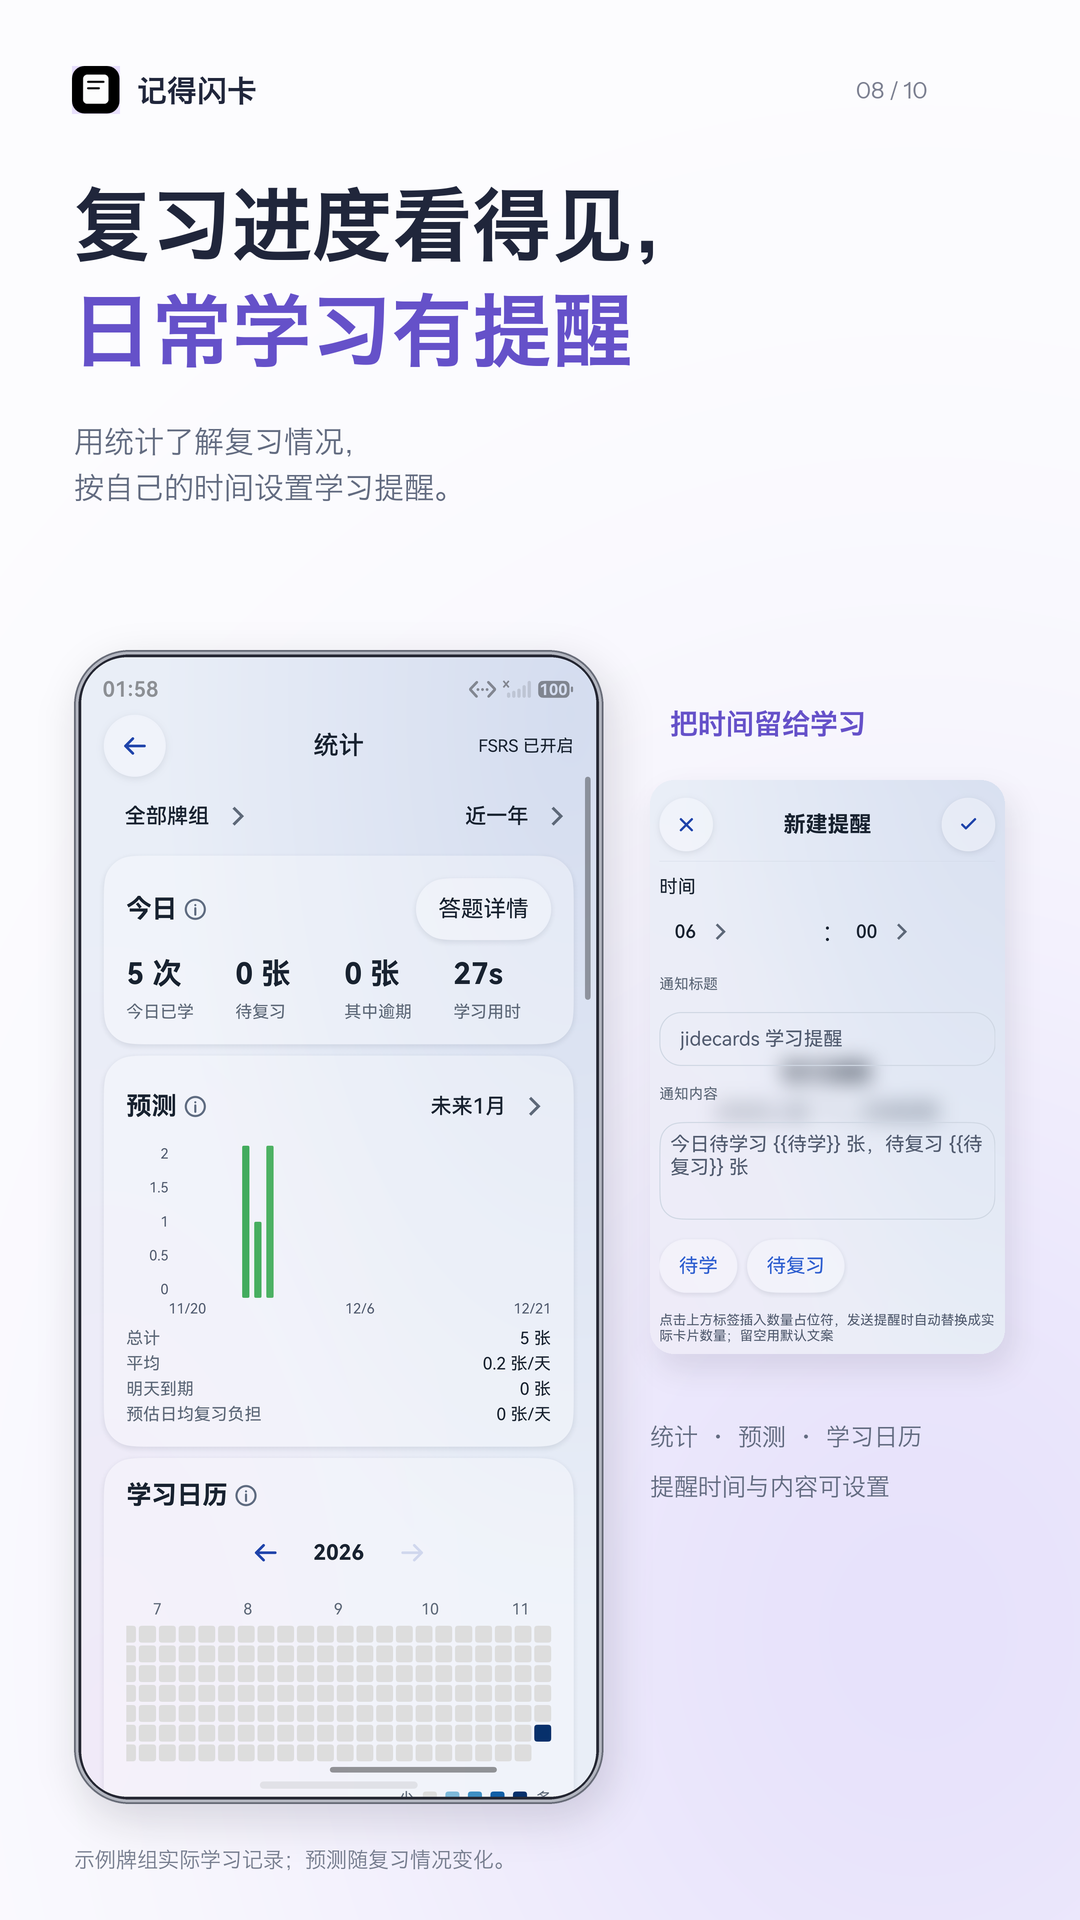 记得闪卡
08 / 10
复习进度看得见，
日常学习有提醒
用统计了解复习情况，
按自己的时间设置学习提醒。
01:58
100
统计
FSRS 已开启
全部牌组
近一年
今日
答题详情
5 次
0 张
0 张
27s
今日已学
待复习
其中逾期
学习用时
预测
未来1月
2
1.5
1
0.5
0
11/20
12/6
12/21
总计
5 张
平均
0.2 张/天
明天到期
0 张
预估日均复习负担
0 张/天
学习日历
2026
7
8
9
10
11
少
多
把时间留给学习
新建提醒
时间
06
:
00
通知标题
jidecards 学习提醒
通知内容
今日待学习 {{待学}} 张，待复习 {{待
复习}} 张
待学
待复习
点击上方标签插入数量占位符，发送提醒时自动替换成实
际卡片数量；留空用默认文案
统计 · 预测 · 学习日历
提醒时间与内容可设置
示例牌组实际学习记录；预测随复习情况变化。